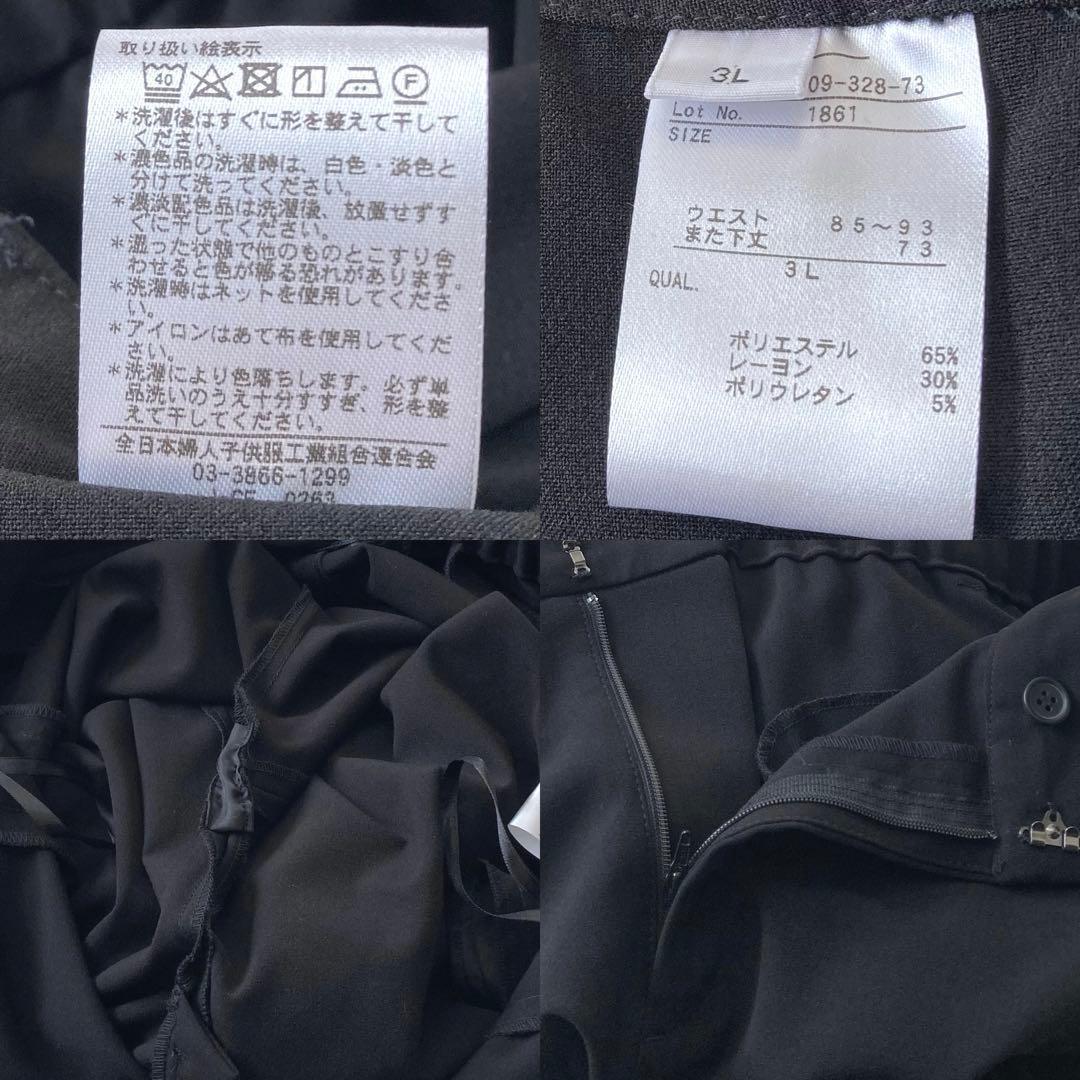 取り扱い絵表示
40 F
*洗濯後はすぐに形を整えて干して
ください。
*濃色品の洗濯時は、白色・淡色と
分けて洗ってください。
*濃淡配色品は洗濯後、放置せずす
ぐに干してください。
*湿った状態で他のものとこすり合
わせると色が移る恐れがあります。
*洗濯時はネットを使用してくださ
い。
*アイロンはあて布を使用してくだ
さい。
*洗濯により色落ちします。必ず単
品洗いのうえ十分すすぎ、形を整
えて干してください。
全日本婦人子供服工業組合連合会
03-3866-1299
0263
3L
09-328-73
Lot No. 1861
SIZE
ウエスト 85～93
また下丈 73
3L
QUAL.
ポリエステル 65%
レーヨン 30%
ポリウレタン 5%